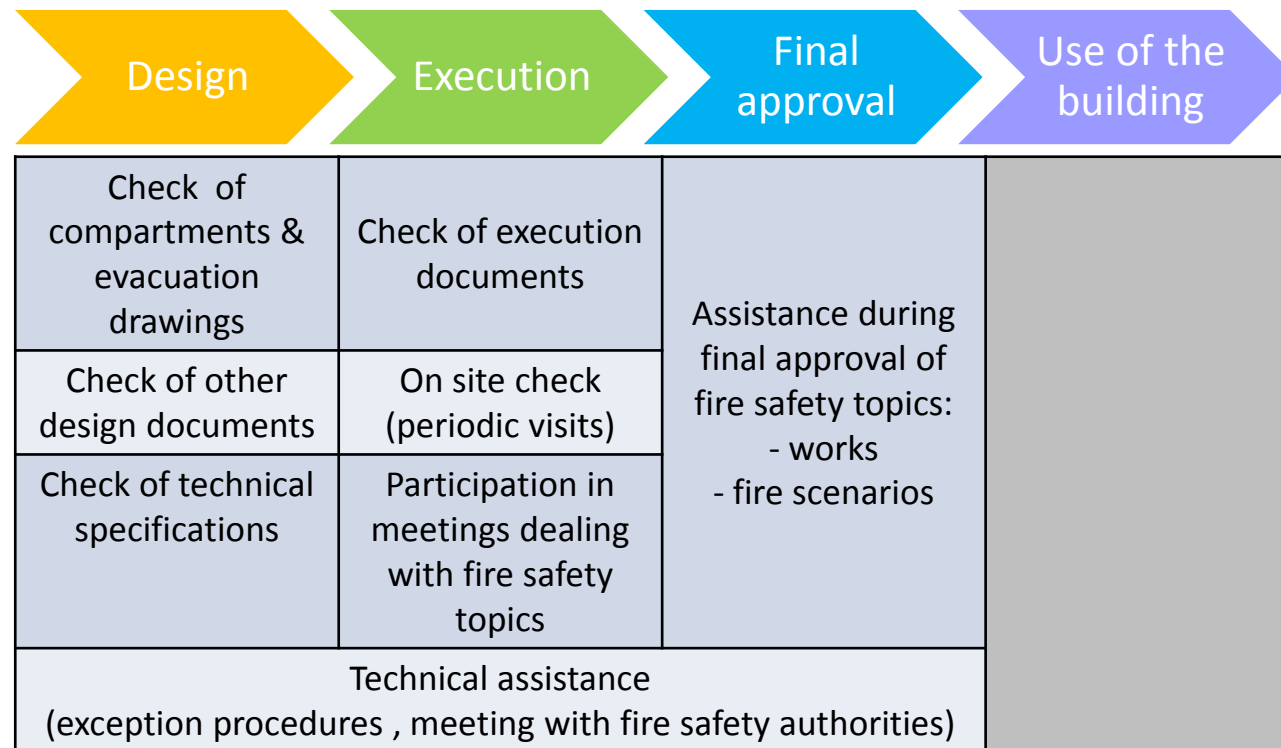 Design
Execution
Final
approval
Use of the
building
Check of
compartments &
evacuation
drawings
Check of execution
documents
Assistance during
final approval of
fire safety topics:
- works
- fire scenarios
Check of other
design documents
On site check
(periodic visits)
Check of technical
specifications
Participation in
meetings dealing
with fire safety
topics
Technical assistance
(exception procedures , meeting with fire safety authorities)